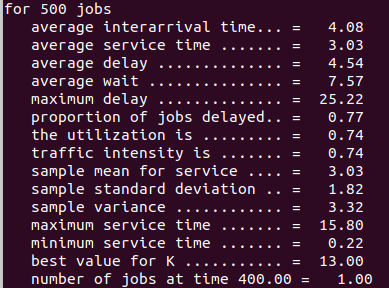 for 500 jobs
average interarrival time... = 4.08
average service time ....... = 3.03
average delay .............. = 4.54
average wait ............... = 7.57
maximum delay .............. = 25.22
proportion of jobs delayed.. = 0.77
the utilization is ......... = 0.74
traffic intensity is ....... = 0.74
sample mean for service .... = 3.03
sample standard deviation .. = 1.82
sample variance ............ = 3.32
maximum service time ....... = 15.80
minimum service time ....... = 0.22
best value for K ........... = 13.00
number of jobs at time 400.00 = 1.00